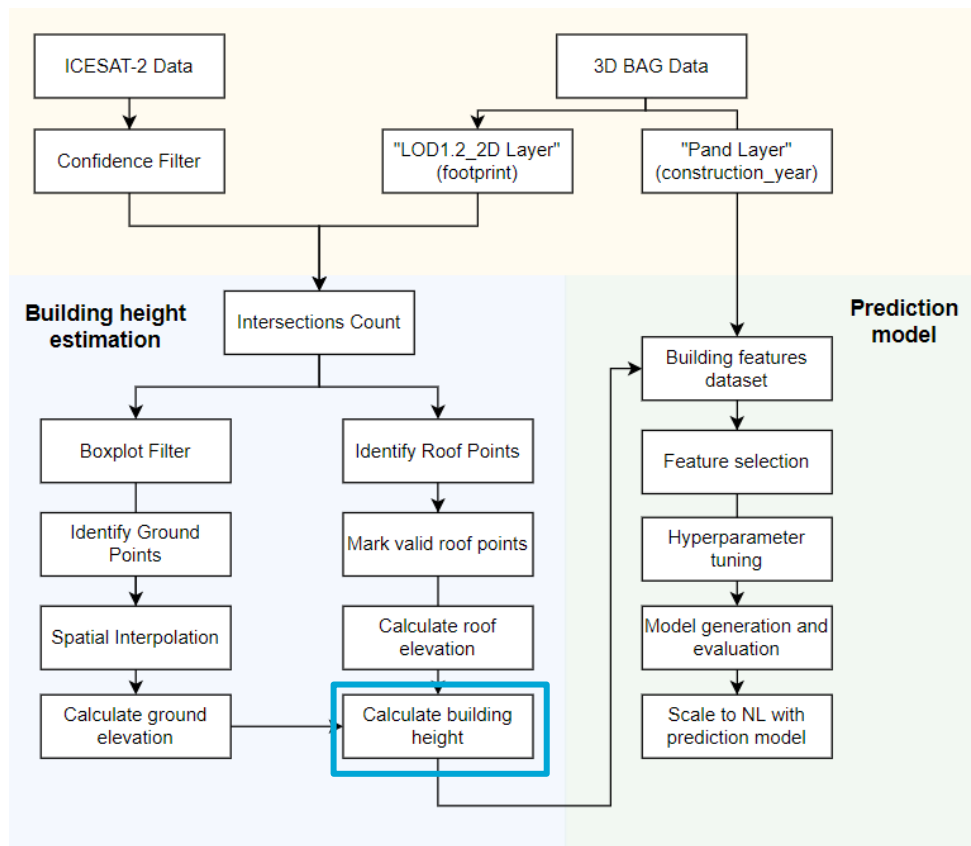 ICESAT-2 Data
3D BAG Data
Confidence Filter
"LOD1.2_2D Layer"
(footprint)
"Pand Layer"
(construction_year)
Building height
estimation
Intersections Count
Prediction
model
Building features
dataset
Boxplot Filter
Identify Roof Points
Feature selection
Identify Ground
Points
Mark valid roof points
Hyperparameter
tuning
Spatial Interpolation
Calculate roof
elevation
Model generation and
evaluation
Calculate ground
elevation
Calculate building
height
Scale to NL with
prediction model